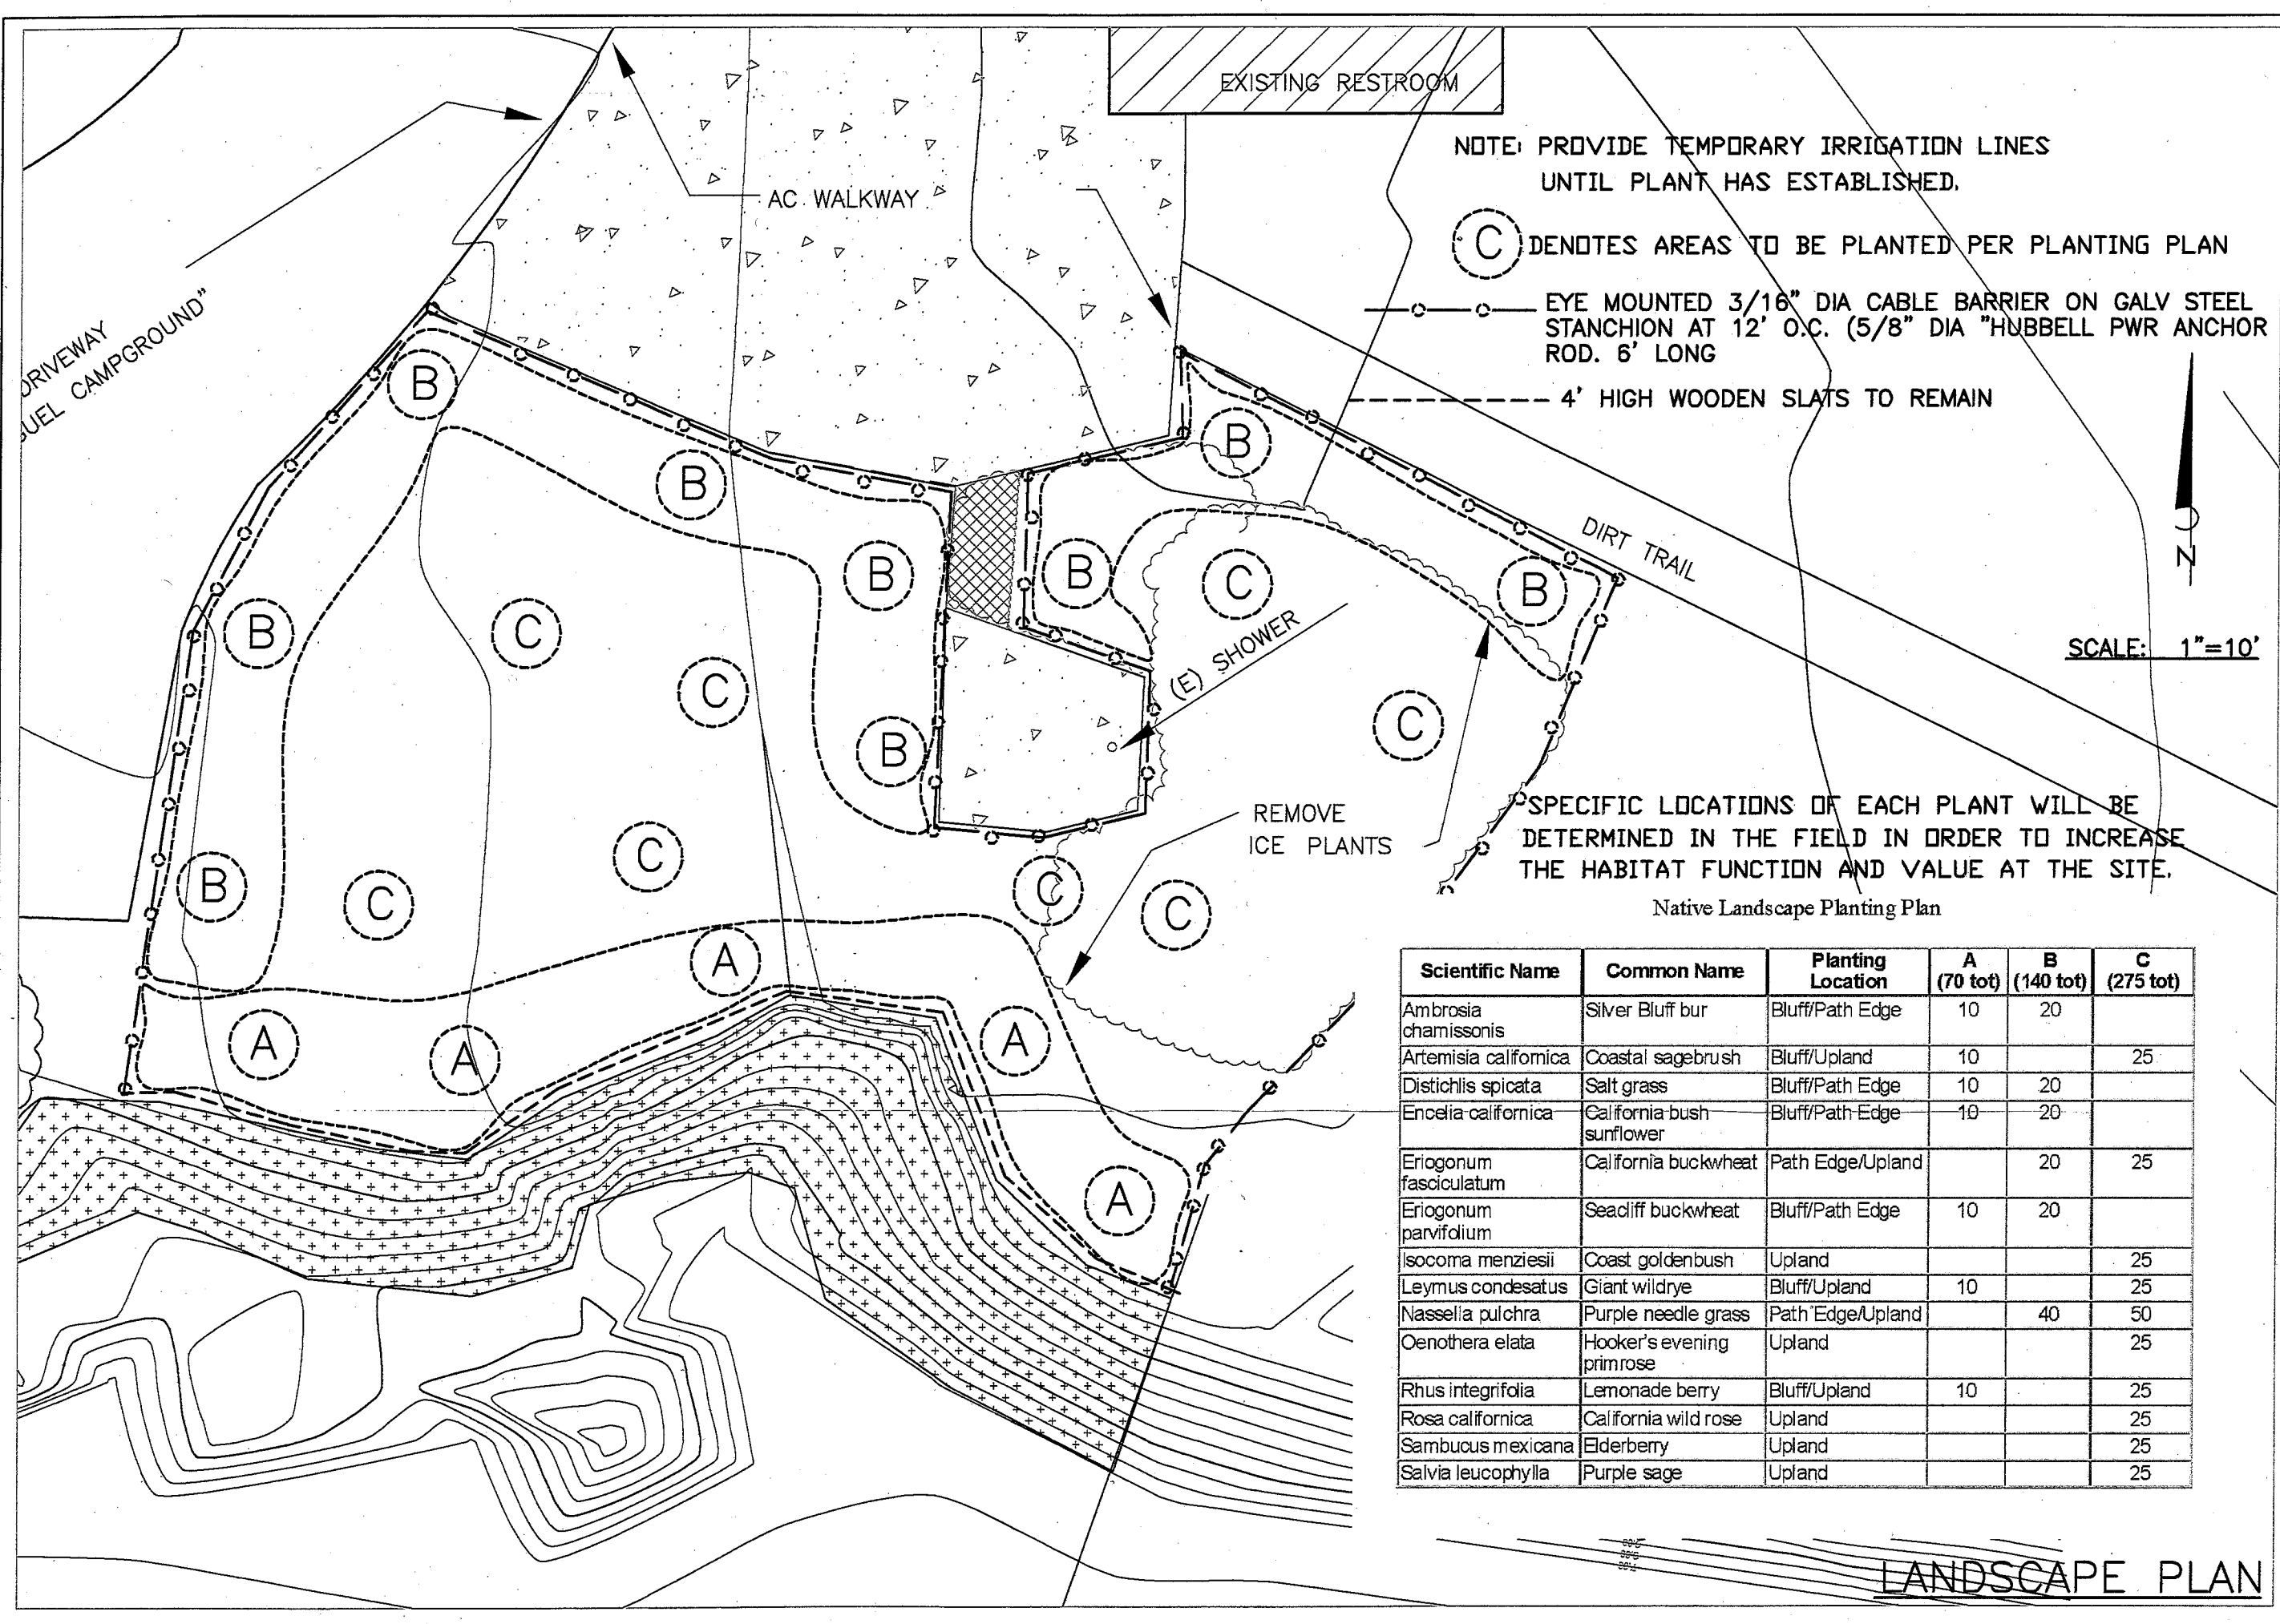 EXISTING RESTROOM
NOTE: PROVIDE TEMPORARY IRRIGATION LINES
UNTIL PLANT HAS ESTABLISHED.
AC WALKWAY
C DENOTES AREAS TO BE PLANTED PER PLANTING PLAN
EYE MOUNTED 3/16" DIA CABLE BARRIER ON GALV STEEL
STANCHION AT 12' O.C. (5/8" DIA "HUBBELL PWR ANCHOR
ROD. 6' LONG
4' HIGH WOODEN SLATS TO REMAIN
DRIVEWAY
GUEL CAMPGROUND"
B
B
B
B
B
B
B
B
B
C
C
C
C
C
C
C
C
A
A
A
A
A
DIRT TRAIL
N
SCALE: 1"=10'
(E) SHOWER
REMOVE
ICE PLANTS
SPECIFIC LOCATIONS OF EACH PLANT WILL BE
DETERMINED IN THE FIELD IN ORDER TO INCREASE
THE HABITAT FUNCTION AND VALUE AT THE SITE.
Native Landscape Planting Plan
Scientific Name Common Name Planting Location A (70 tot) B (140 tot) C (275 tot)
Ambrosia chamissonis Silver Bluff bur Bluff/Path Edge 10 20
Artemisia californica Coastal sagebrush Bluff/Upland 10 25
Distichlis spicata Salt grass Bluff/Path Edge 10 20
Encelia californica California bush sunflower Bluff/Path Edge 10 20
Eriogonum fasciculatum California buckwheat Path Edge/Upland 20 25
Eriogonum parvifolium Seacliff buckwheat Bluff/Path Edge 10 20
Isocoma menziesii Coast goldenbush Upland 25
Leymus condesatus Giant wildrye Bluff/Upland 10 25
Nassella pulchra Purple needle grass Path Edge/Upland 40 50
Oenothera elata Hooker's evening primrose Upland 25
Rhus integrifolia Lemonade berry Bluff/Upland 10 25
Rosa californica California wild rose Upland 25
Sambucus mexicana Elderberry Upland 25
Salvia leucophylla Purple sage Upland 25
LANDSCAPE PLAN